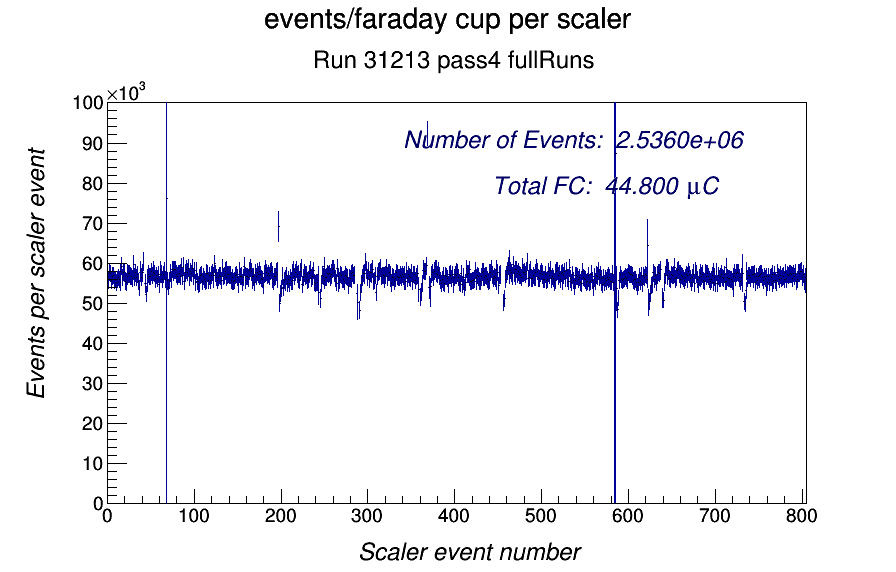 events/faraday cup per scaler
Run 31213 pass4 fullRuns
×10³
100
90
80
70
60
50
40
30
20
10
0
Number of Events: 2.5360e+06
Total FC: 44.800 μC
Events per scaler event
0 100 200 300 400 500 600 700 800
Scaler event number